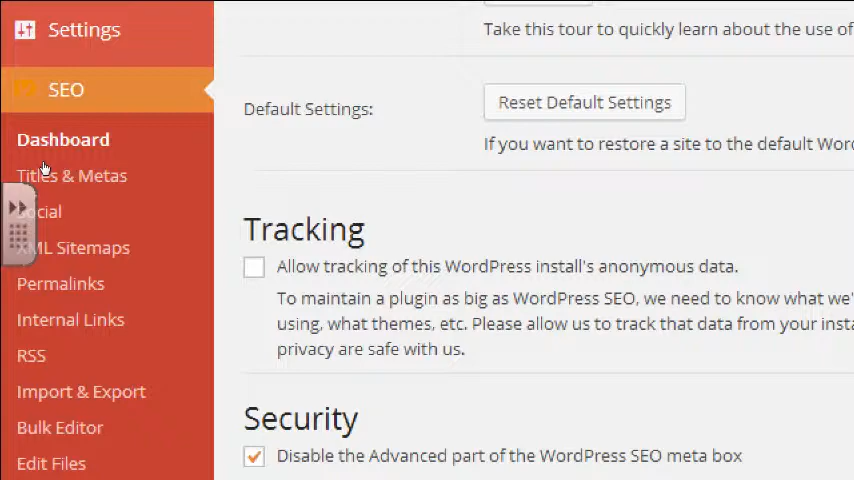 Settings
SEO
Dashboard
Titles & Metas
Social
XML Sitemaps
Permalinks
Internal Links
RSS
Import & Export
Bulk Editor
Edit Files
Take this tour to quickly learn about the use of
Default Settings:
Reset Default Settings
If you want to restore a site to the default Wor
Tracking
Allow tracking of this WordPress install's anonymous data.
To maintain a plugin as big as WordPress SEO, we need to know what we'
using, what themes, etc. Please allow us to track that data from your insta
privacy are safe with us.
Security
Disable the Advanced part of the WordPress SEO meta box